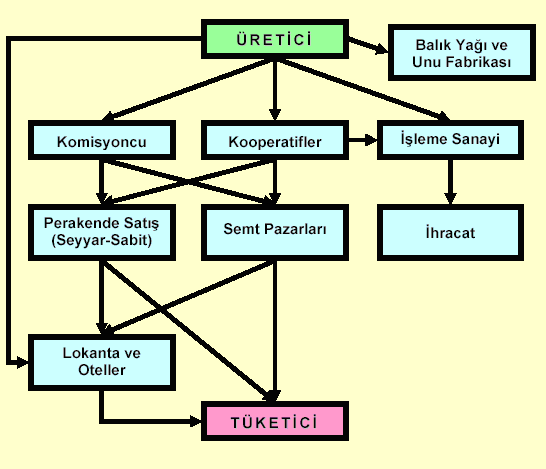 ÜRETİCİ
Balık Yağı ve
Unu Fabrikası
Komisyoncu
Kooperatifler
İşleme Sanayi
Perakende Satış
(Seyyar-Sabit)
Semt Pazarları
İhracat
Lokanta ve
Oteller
TÜKETİCİ